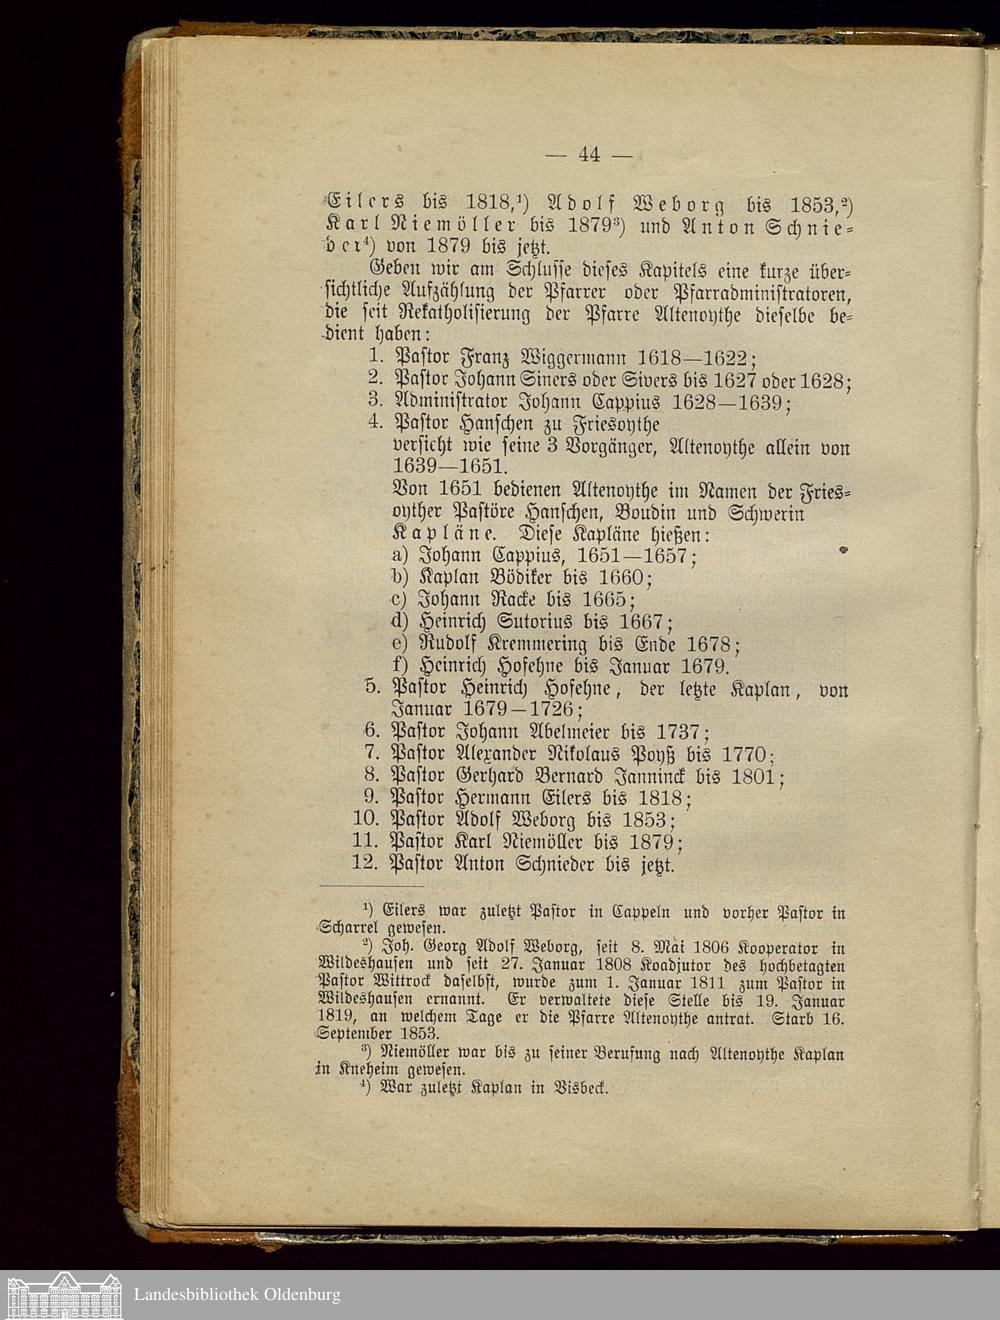 — 44 —
Eilers bis 1818,¹) Adolf Weborg bis 1853,²)
Karl Niemöller bis 1879³) und Anton Schnie-
der⁴) von 1879 bis jetzt.
Geben wir am Schlusse dieses Kapitels eine kurze über-
sichtliche Aufzählung der Pfarrer oder Pfarradministratoren,
die seit Rekatholisierung der Pfarre Altenoythe dieselbe be-
dient haben:
1. Pastor Franz Wiggermann 1618—1622;
2. Pastor Johann Siners oder Sivers bis 1627 oder 1628;
3. Administrator Johann Cappius 1628—1639;
4. Pastor Hanschen zu Friesoythe
versieht wie seine 3 Vorgänger, Altenoythe allein von
1639—1651.
Von 1651 bedienen Altenoythe im Namen der Fries-
oyther Pastöre Hanschen, Boudin und Schwerin
Kapläne. Diese Kapläne hießen:
a) Johann Cappius, 1651—1657;
b) Kaplan Bödiker bis 1660;
c) Johann Racke bis 1665;
d) Heinrich Sutorius bis 1667;
e) Rudolf Kremmering bis Ende 1678;
f) Heinrich Hofehne bis Januar 1679.
5. Pastor Heinrich Hofehne, der letzte Kaplan, von
Januar 1679—1726;
6. Pastor Johann Abelmeier bis 1737;
7. Pastor Alexander Nikolaus Poyß bis 1770;
8. Pastor Gerhard Bernard Janninck bis 1801;
9. Pastor Hermann Eilers bis 1818;
10. Pastor Adolf Weborg bis 1853;
11. Pastor Karl Niemöller bis 1879;
12. Pastor Anton Schnieder bis jetzt.
¹) Eilers war zuletzt Pastor in Cappeln und vorher Pastor in
Scharrel gewesen.
²) Joh. Georg Adolf Weborg, seit 8. Mai 1806 Kooperator in
Wildeshausen und seit 27. Januar 1808 Koadjutor des hochbetagten
Pastor Wittrock daselbst, wurde zum 1. Januar 1811 zum Pastor in
Wildeshausen ernannt. Er verwaltete diese Stelle bis 19. Januar
1819, an welchem Tage er die Pfarre Altenoythe antrat. Starb 16.
September 1853.
³) Niemöller war bis zu seiner Berufung nach Altenoythe Kaplan
in Kneheim gewesen.
⁴) War zuletzt Kaplan in Visbeck.
Landesbibliothek Oldenburg